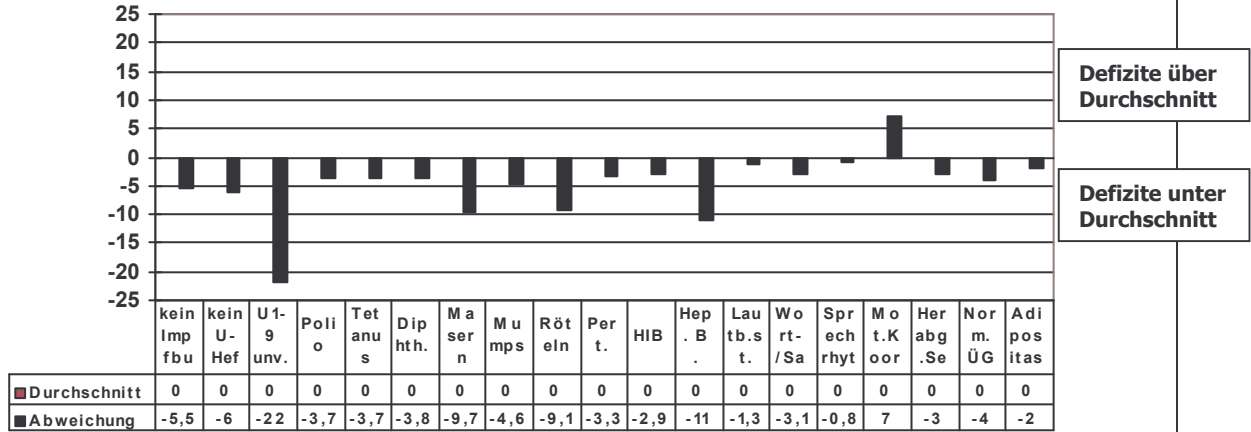 25
20
15
10
5
0
-5
-10
-15
-20
-25
Defizite über
Durchschnitt
Defizite unter
Durchschnitt
kein Impfbu
kein U-Hef
U1-9 unv.
Polio
Tetanus
Diphth.
Masern
Mumps
Röteln
Pert.
HIB
Hep. B.
Lautb.st.
Wort-/Sa
Sprechrhyt
Mot.Koor
Herabg.Se
Norm. ÜG
Adipositas
Durchschnitt 0 0 0 0 0 0 0 0 0 0 0 0 0 0 0 0 0 0 0
Abweichung -5,5 -6 -22 -3,7 -3,7 -3,8 -9,7 -4,6 -9,1 -3,3 -2,9 -11 -1,3 -3,1 -0,8 7 -3 -4 -2